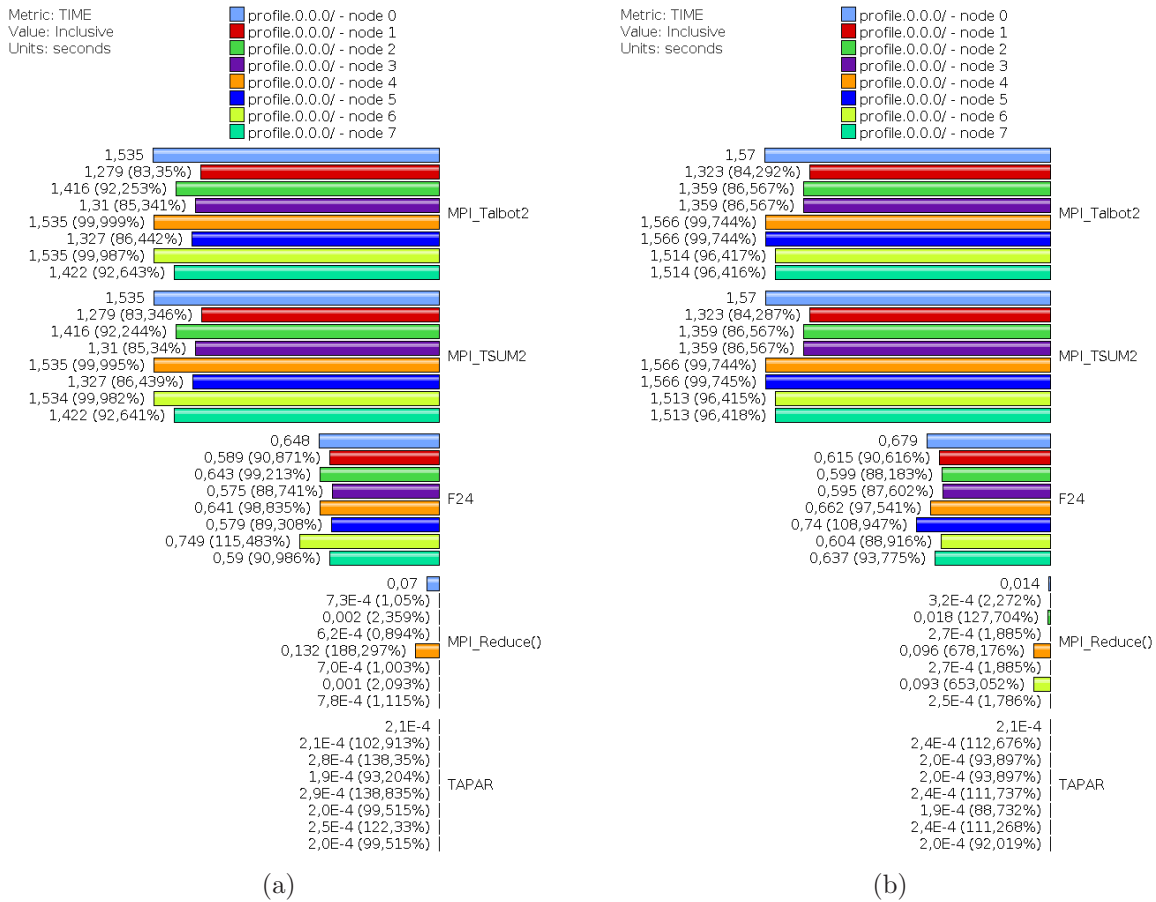 Metric: TIME
Value: Inclusive
Units: seconds
profile.0.0.0/ - node 0
profile.0.0.0/ - node 1
profile.0.0.0/ - node 2
profile.0.0.0/ - node 3
profile.0.0.0/ - node 4
profile.0.0.0/ - node 5
profile.0.0.0/ - node 6
profile.0.0.0/ - node 7
1,535
1,279 (83,35%)
1,416 (92,253%)
1,31 (85,341%)
MPI_Talbot2
1,535 (99,999%)
1,327 (86,442%)
1,535 (99,987%)
1,422 (92,643%)
1,535
1,279 (83,346%)
1,416 (92,244%)
1,31 (85,34%)
MPI_TSUM2
1,535 (99,995%)
1,327 (86,439%)
1,534 (99,982%)
1,422 (92,641%)
0,648
0,589 (90,871%)
0,643 (99,213%)
0,575 (88,741%)
F24
0,641 (98,835%)
0,579 (89,308%)
0,749 (115,483%)
0,59 (90,986%)
0,07
7,3E-4 (1,05%)
0,002 (2,359%)
6,2E-4 (0,894%)
MPI_Reduce()
0,132 (188,297%)
7,0E-4 (1,003%)
0,001 (2,093%)
7,8E-4 (1,115%)
2,1E-4
2,1E-4 (102,913%)
2,8E-4 (138,35%)
1,9E-4 (93,204%)
TAPAR
2,9E-4 (138,835%)
2,0E-4 (99,515%)
2,5E-4 (122,33%)
2,0E-4 (99,515%)
(a)
Metric: TIME
Value: Inclusive
Units: seconds
profile.0.0.0/ - node 0
profile.0.0.0/ - node 1
profile.0.0.0/ - node 2
profile.0.0.0/ - node 3
profile.0.0.0/ - node 4
profile.0.0.0/ - node 5
profile.0.0.0/ - node 6
profile.0.0.0/ - node 7
1,57
1,323 (84,292%)
1,359 (86,567%)
1,359 (86,567%)
MPI_Talbot2
1,566 (99,744%)
1,566 (99,744%)
1,514 (96,417%)
1,514 (96,416%)
1,57
1,323 (84,287%)
1,359 (86,567%)
1,359 (86,567%)
MPI_TSUM2
1,566 (99,744%)
1,566 (99,745%)
1,513 (96,415%)
1,513 (96,418%)
0,679
0,615 (90,616%)
0,599 (88,183%)
0,595 (87,602%)
F24
0,662 (97,541%)
0,74 (108,947%)
0,604 (88,916%)
0,637 (93,775%)
0,014
3,2E-4 (2,272%)
0,018 (127,704%)
2,7E-4 (1,885%)
MPI_Reduce()
0,096 (678,176%)
2,7E-4 (1,885%)
0,093 (653,052%)
2,5E-4 (1,786%)
2,1E-4
2,4E-4 (112,676%)
2,0E-4 (93,897%)
2,0E-4 (93,897%)
TAPAR
2,4E-4 (111,737%)
1,9E-4 (88,732%)
2,4E-4 (111,268%)
2,0E-4 (92,019%)
(b)